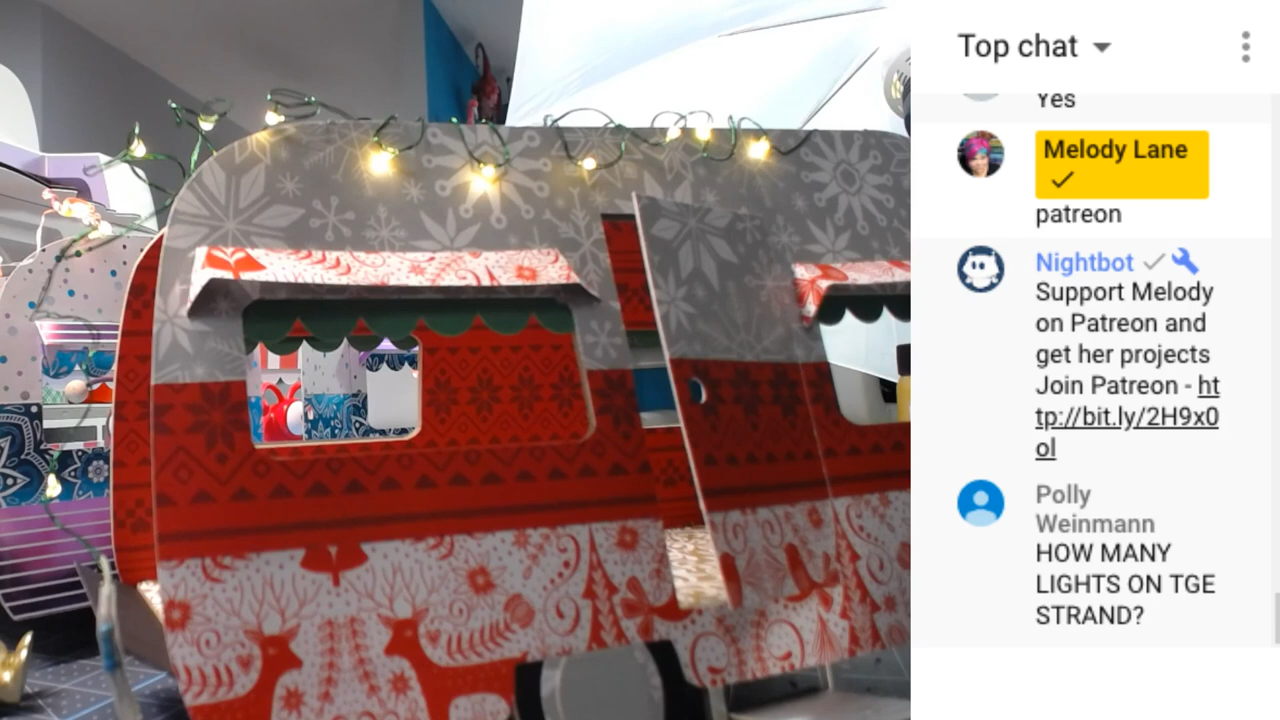 Top chat
Yes
Melody Lane
patreon
Nightbot
Support Melody
on Patreon and
get her projects
Join Patreon - ht
tp://bit.ly/2H9x0
ol
Polly
Weinmann
HOW MANY
LIGHTS ON TGE
STRAND?